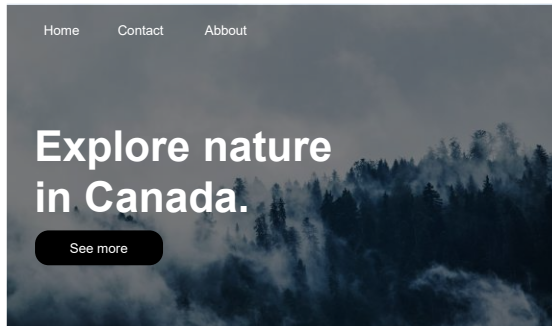 Home Contact Abbout
Explore nature
in Canada.
See more